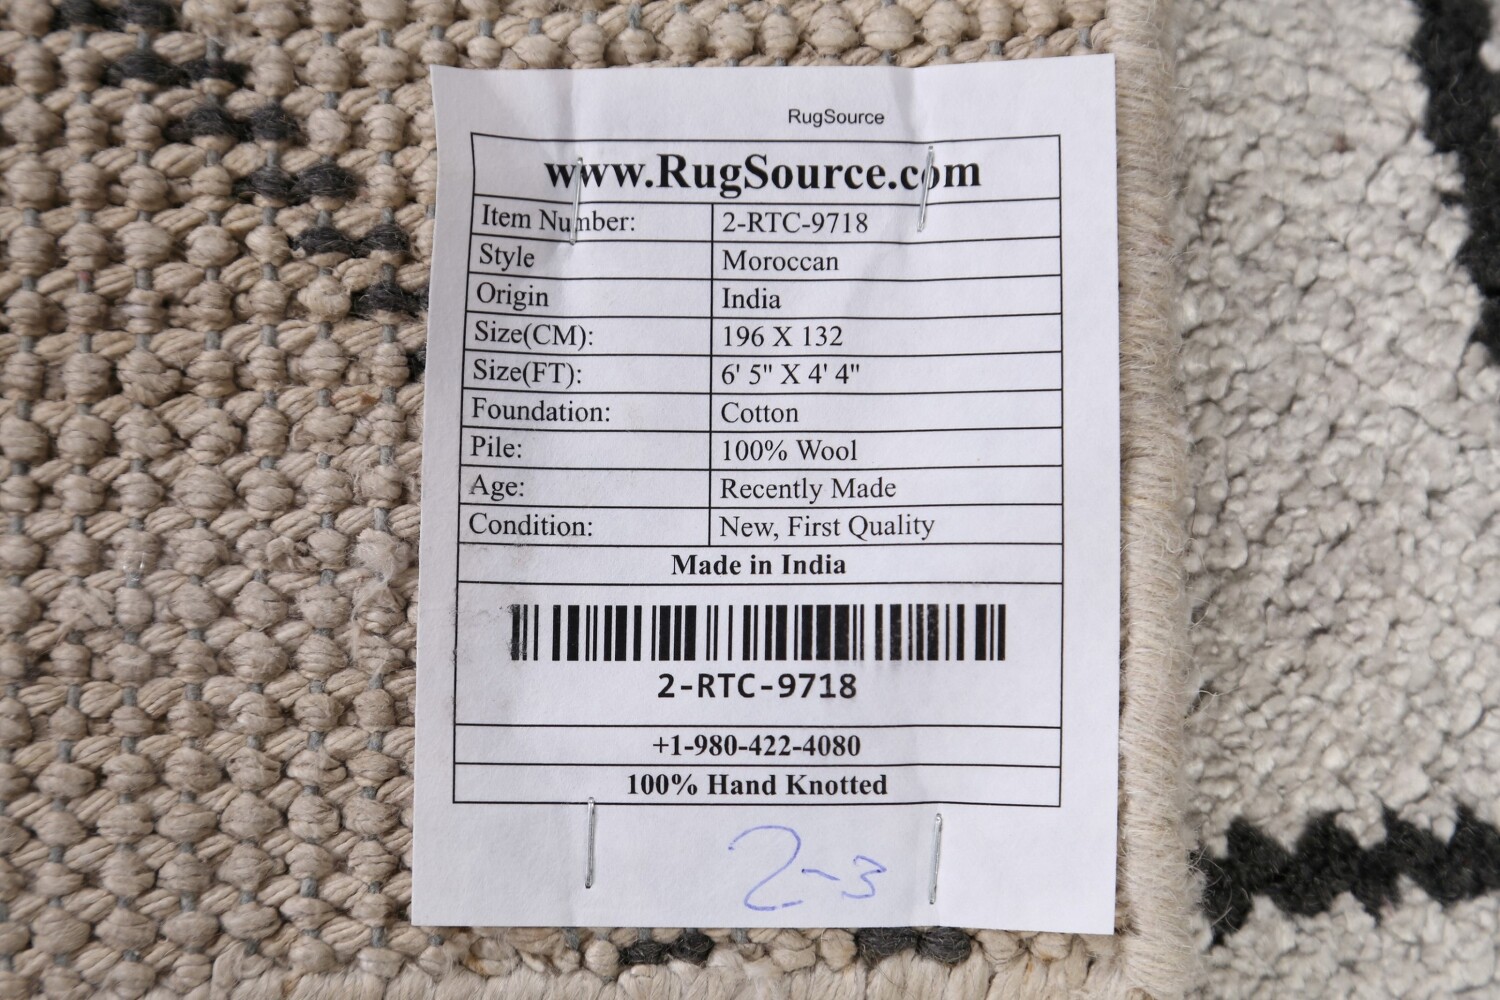 RugSource
www.RugSource.com
Item Number: 2-RTC-9718
Style Moroccan
Origin India
Size(CM): 196 X 132
Size(FT): 6' 5" X 4' 4"
Foundation: Cotton
Pile: 100% Wool
Age: Recently Made
Condition: New, First Quality
Made in India
2-RTC-9718
+1-980-422-4080
100% Hand Knotted
2-3